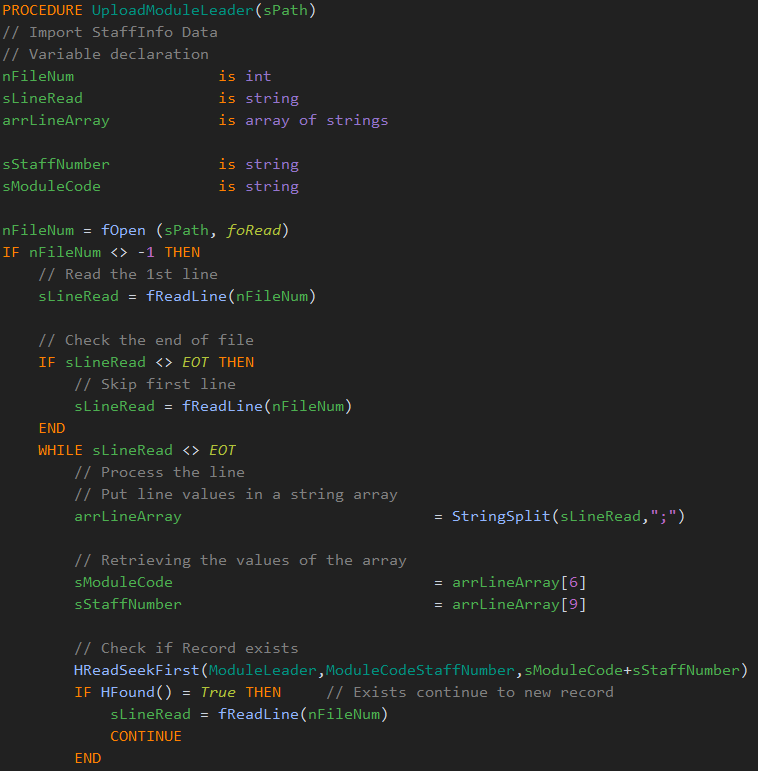 PROCEDURE UploadModuleLeader(sPath)
// Import StaffInfo Data
// Variable declaration
nFileNum is int
sLineRead is string
arrLineArray is array of strings
sStaffNumber is string
sModuleCode is string
nFileNum = fOpen (sPath, foRead)
IF nFileNum <> -1 THEN
// Read the 1st line
sLineRead = fReadLine(nFileNum)
// Check the end of file
IF sLineRead <> EOT THEN
// Skip first line
sLineRead = fReadLine(nFileNum)
END
WHILE sLineRead <> EOT
// Process the line
// Put line values in a string array
arrLineArray = StringSplit(sLineRead,";")
// Retrieving the values of the array
sModuleCode = arrLineArray[6]
sStaffNumber = arrLineArray[9]
// Check if Record exists
HReadSeekFirst(ModuleLeader,ModuleCodeStaffNumber,sModuleCode+sStaffNumber)
IF HFound() = True THEN // Exists continue to new record
sLineRead = fReadLine(nFileNum)
CONTINUE
END